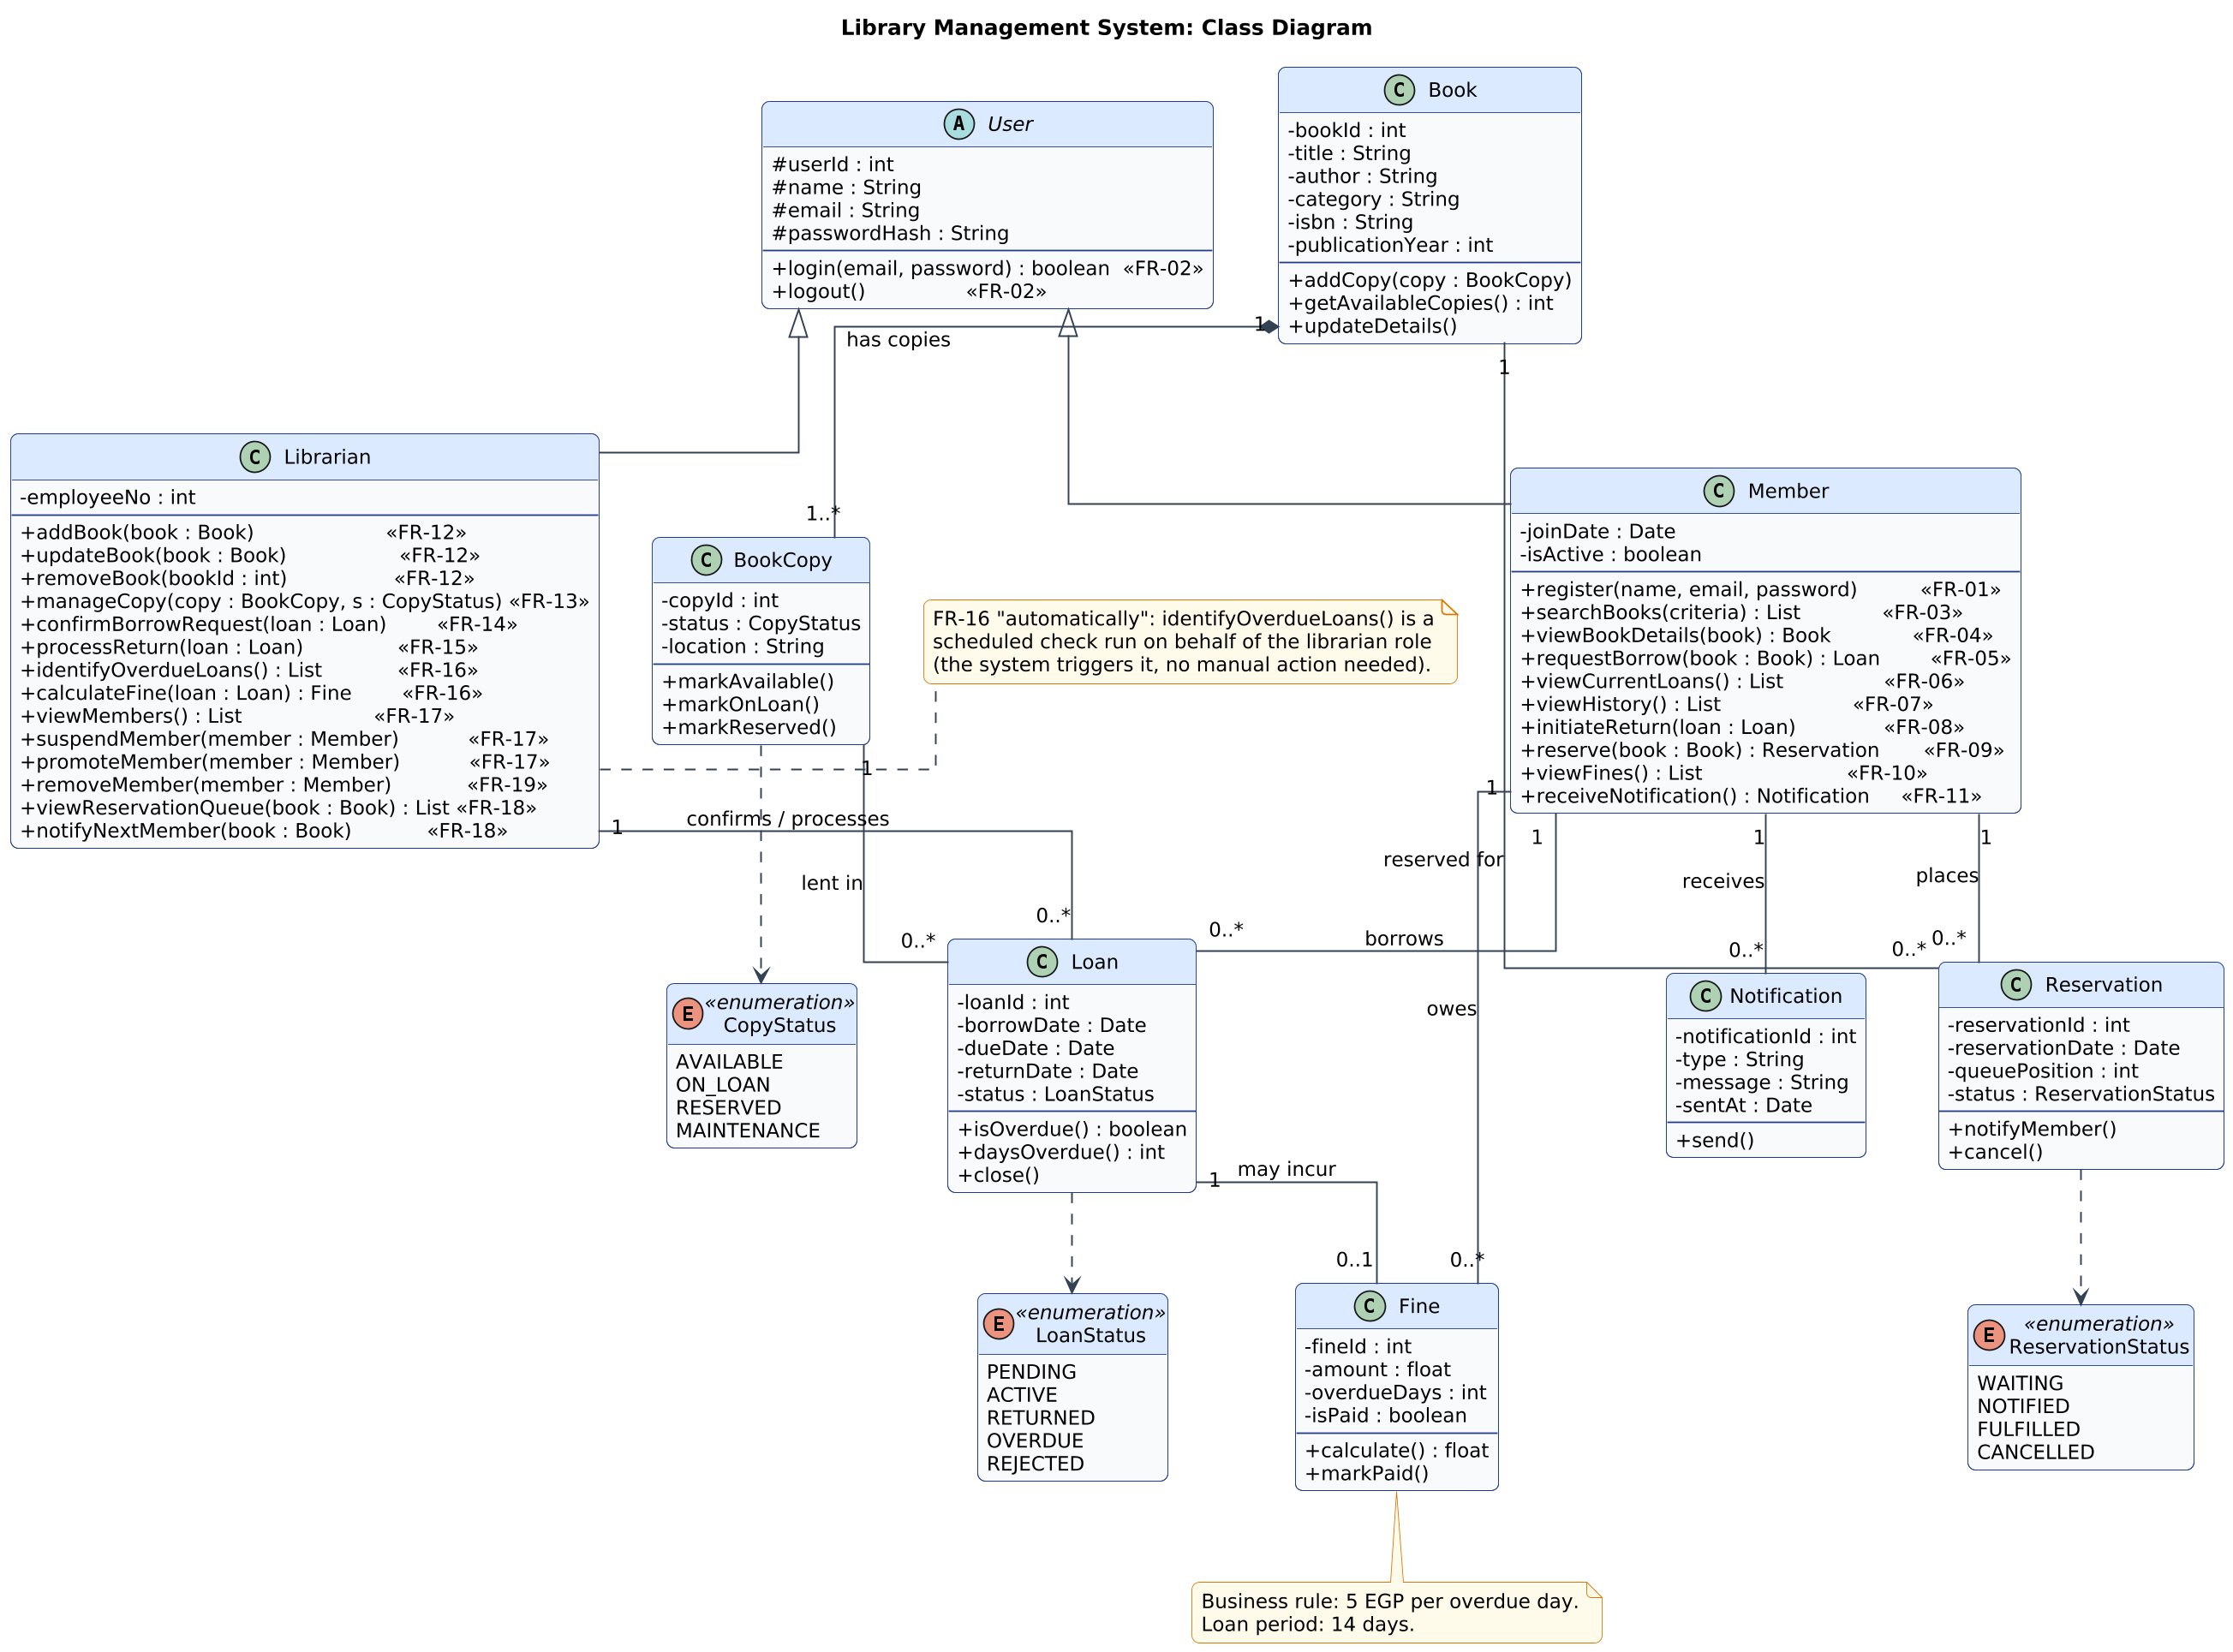 Library Management System: Class Diagram
A User
#userId : int
#name : String
#email : String
#passwordHash : String
+login(email, password) : boolean «FR-02»
+logout() «FR-02»
C Book
-bookId : int
-title : String
-author : String
-category : String
-isbn : String
-publicationYear : int
+addCopy(copy : BookCopy)
+getAvailableCopies() : int
+updateDetails()
1
has copies
1
1..*
C Librarian
-employeeNo : int
+addBook(book : Book) «FR-12»
+updateBook(book : Book) «FR-12»
+removeBook(bookId : int) «FR-12»
+manageCopy(copy : BookCopy, s : CopyStatus) «FR-13»
+confirmBorrowRequest(loan : Loan) «FR-14»
+processReturn(loan : Loan) «FR-15»
+identifyOverdueLoans() : List «FR-16»
+calculateFine(loan : Loan) : Fine «FR-16»
+viewMembers() : List «FR-17»
+suspendMember(member : Member) «FR-17»
+promoteMember(member : Member) «FR-17»
+removeMember(member : Member) «FR-19»
+viewReservationQueue(book : Book) : List «FR-18»
+notifyNextMember(book : Book) «FR-18»
C BookCopy
-copyId : int
-status : CopyStatus
-location : String
+markAvailable()
+markOnLoan()
+markReserved()
FR-16 "automatically": identifyOverdueLoans() is a
scheduled check run on behalf of the librarian role
(the system triggers it, no manual action needed).
C Member
-joinDate : Date
-isActive : boolean
+register(name, email, password) «FR-01»
+searchBooks(criteria) : List «FR-03»
+viewBookDetails(book) : Book «FR-04»
+requestBorrow(book : Book) : Loan «FR-05»
+viewCurrentLoans() : List «FR-06»
+viewHistory() : List «FR-07»
+initiateReturn(loan : Loan) «FR-08»
+reserve(book : Book) : Reservation «FR-09»
+viewFines() : List «FR-10»
+receiveNotification() : Notification «FR-11»
1
1
1
confirms / processes
1
1
1
reserved for
lent in
receives
places
0..*
0..*
0..*
borrows
0..*
0..*
0..*
owes
E «enumeration»
CopyStatus
AVAILABLE
ON_LOAN
RESERVED
MAINTENANCE
C Loan
-loanId : int
-borrowDate : Date
-dueDate : Date
-returnDate : Date
-status : LoanStatus
+isOverdue() : boolean
+daysOverdue() : int
+close()
C Notification
-notificationId : int
-type : String
-message : String
-sentAt : Date
+send()
C Reservation
-reservationId : int
-reservationDate : Date
-queuePosition : int
-status : ReservationStatus
+notifyMember()
+cancel()
1
may incur
0..1
0..*
E «enumeration»
LoanStatus
PENDING
ACTIVE
RETURNED
OVERDUE
REJECTED
C Fine
-fineId : int
-amount : float
-overdueDays : int
-isPaid : boolean
+calculate() : float
+markPaid()
E «enumeration»
ReservationStatus
WAITING
NOTIFIED
FULFILLED
CANCELLED
Business rule: 5 EGP per overdue day.
Loan period: 14 days.